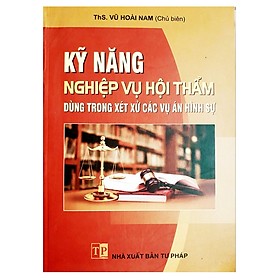 ThS. VŨ HOÀI NAM (Chủ biên)
KỸ NĂNG
NGHIỆP VỤ HỘI THẨM
DÙNG TRONG XÉT XỬ CÁC VỤ ÁN HÌNH SỰ
TP
NHÀ XUẤT BẢN TƯ PHÁP